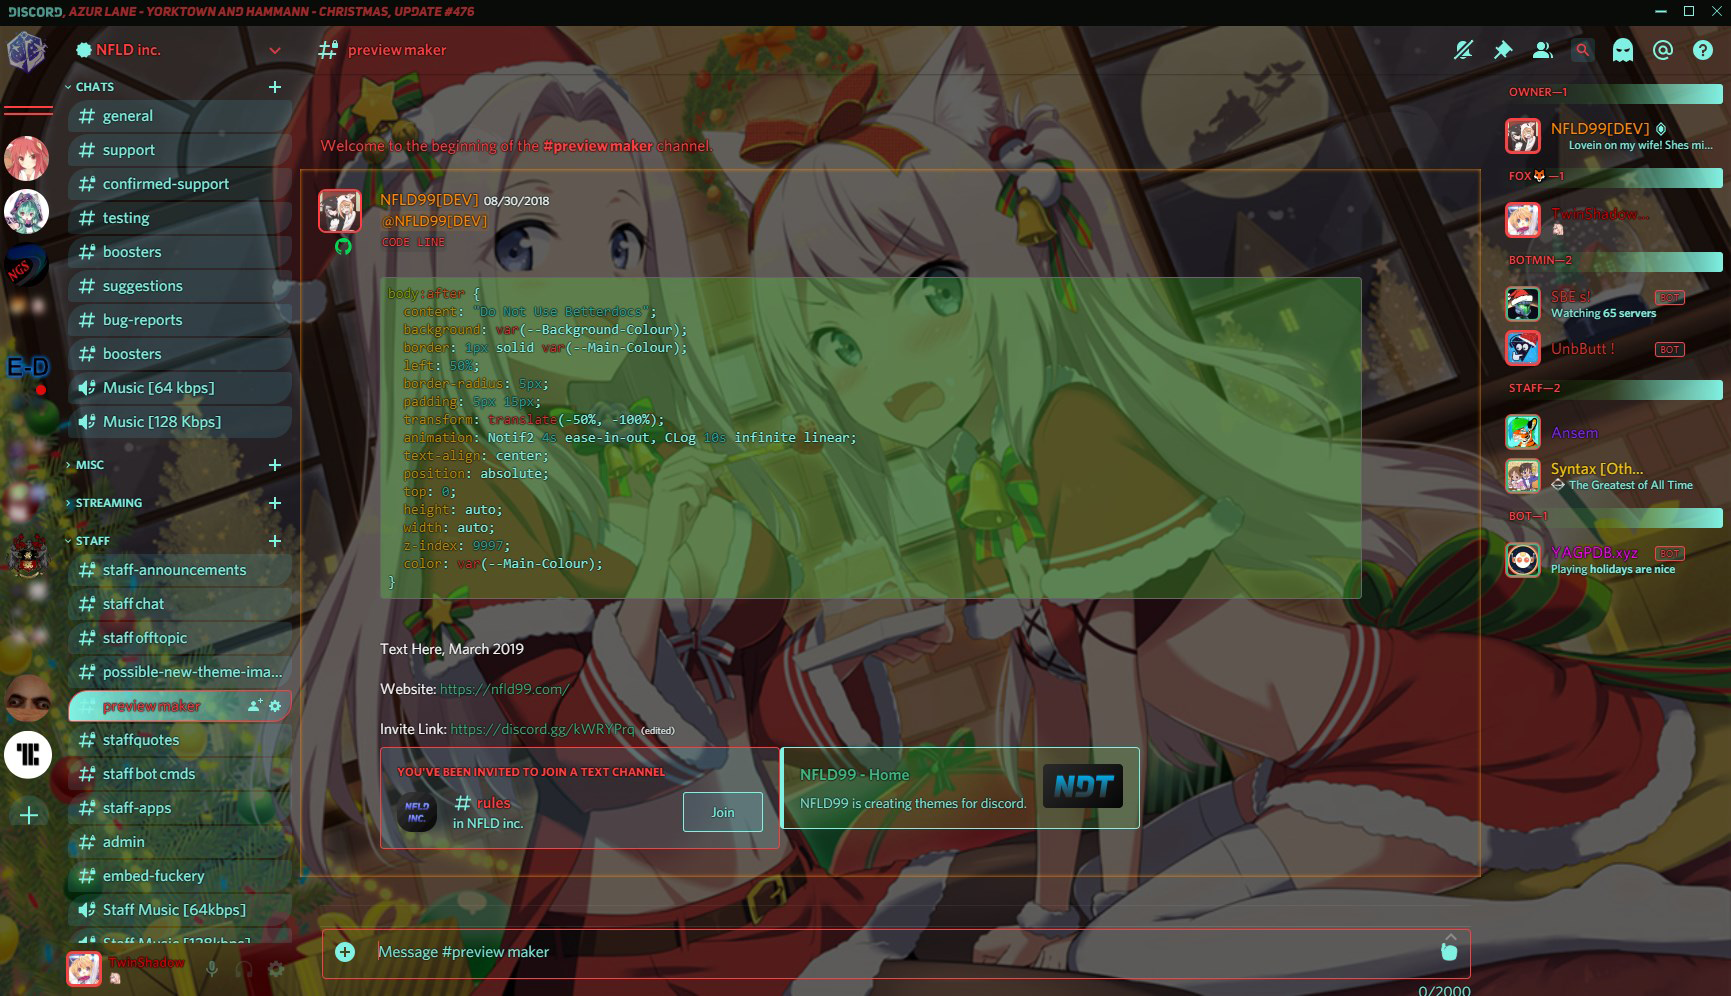 DISCORD, AZUR LANE - YORKTOWN AND HAMMANN - CHRISTMAS, UPDATE #476
NFLD inc.
preview maker
CHATS
general
support
confirmed-support
testing
boosters
suggestions
bug-reports
boosters
Music [64 kbps]
Music [128 Kbps]
MISC
STREAMING
STAFF
staff-announcements
staff chat
staff offtopic
possible-new-theme-ima...
preview maker
staffquotes
staff bot cmds
staff-apps
admin
embed-fuckery
Staff Music [64kbps]
Staff Music [128kbps]
TwinShadow
NGS
E-D
Welcome to the beginning of the #preview maker channel.
NFLD99[DEV] 08/30/2018
@NFLD99[DEV]
CODE LINE
body:after {
content: "Do Not Use Betterdocs";
background: var(--Background-Colour);
border: 1px solid var(--Main-Colour);
left: 50%;
border-radius: 5px;
padding: 5px 15px;
transform: translate(-50%, -100%);
animation: Notif2 4s ease-in-out, CLog 10s infinite linear;
text-align: center;
position: absolute;
top: 0;
height: auto;
width: auto;
z-index: 9997;
color: var(--Main-Colour);
}
Text Here, March 2019
Website: https://nfld99.com/
Invite Link: https://discord.gg/kWRYPrq (edited)
YOU'VE BEEN INVITED TO JOIN A TEXT CHANNEL
NFLD INC.
# rules
in NFLD inc.
Join
NFLD99 - Home
NFLD99 is creating themes for discord.
NDT
Message #preview maker
0/2000
OWNER—1
NFLD99[DEV]
Lovein on my wife! Shes mi...
FOX🦊—1
TwinShadow...
BOTMIN—2
SBE s! BOT
Watching 65 servers
UnbButt ! BOT
STAFF—2
Ansem
Syntax [Oth...
The Greatest of All Time
BOT—1
YAGPDB.xyz BOT
Playing holidays are nice